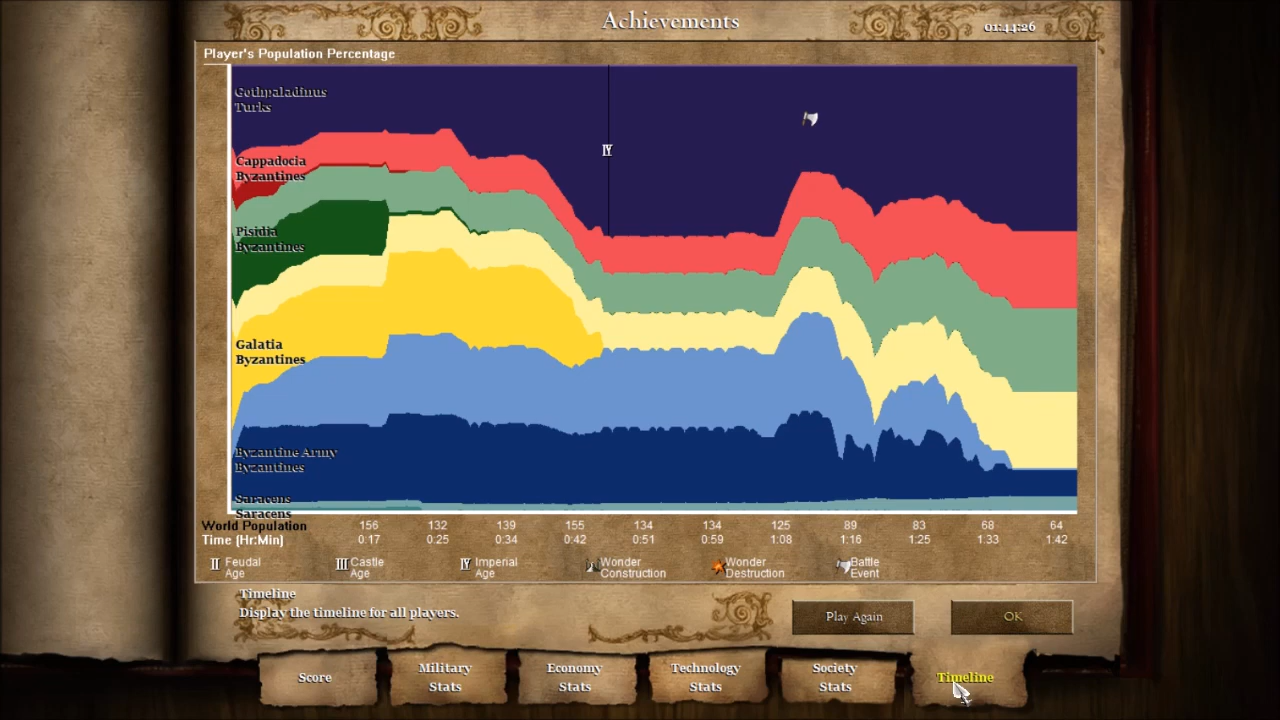 Achievements
01:44:26
Player's Population Percentage
Gothpaladinus
Turks
IV
Cappadocia
Byzantines
Pisidia
Byzantines
Galatia
Byzantines
Byzantine Army
Byzantines
Saracens
Saracens
World Population 156 132 139 155 134 134 125 89 83 68 64
Time (Hr:Min) 0:17 0:25 0:34 0:42 0:51 0:59 1:08 1:16 1:25 1:33 1:42
II Feudal Age
III Castle Age
IV Imperial Age
Wonder Construction
Wonder Destruction
Battle Event
Timeline
Display the timeline for all players.
Play Again
OK
Score
Military Stats
Economy Stats
Technology Stats
Society Stats
Timeline